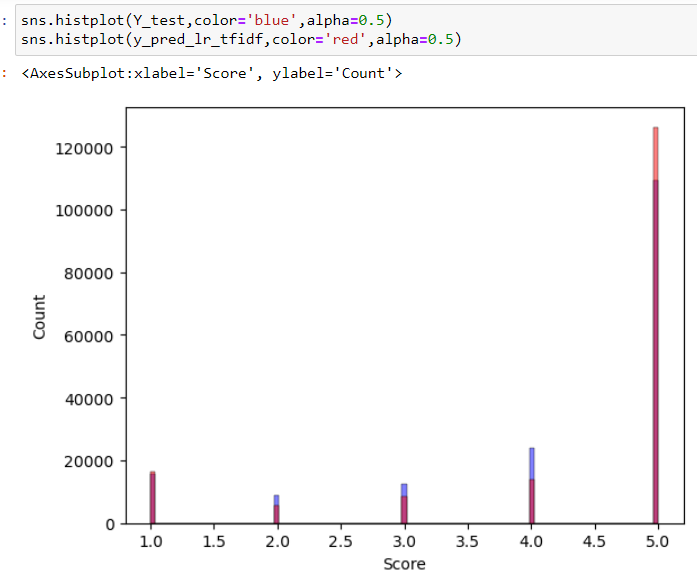 : sns.histplot(Y_test,color='blue',alpha=0.5)
sns.histplot(y_pred_lr_tfidf,color='red',alpha=0.5)
: <AxesSubplot:xlabel='Score', ylabel='Count'>
120000
100000
80000
60000
40000
20000
0
Count
1.0 1.5 2.0 2.5 3.0 3.5 4.0 4.5 5.0
Score